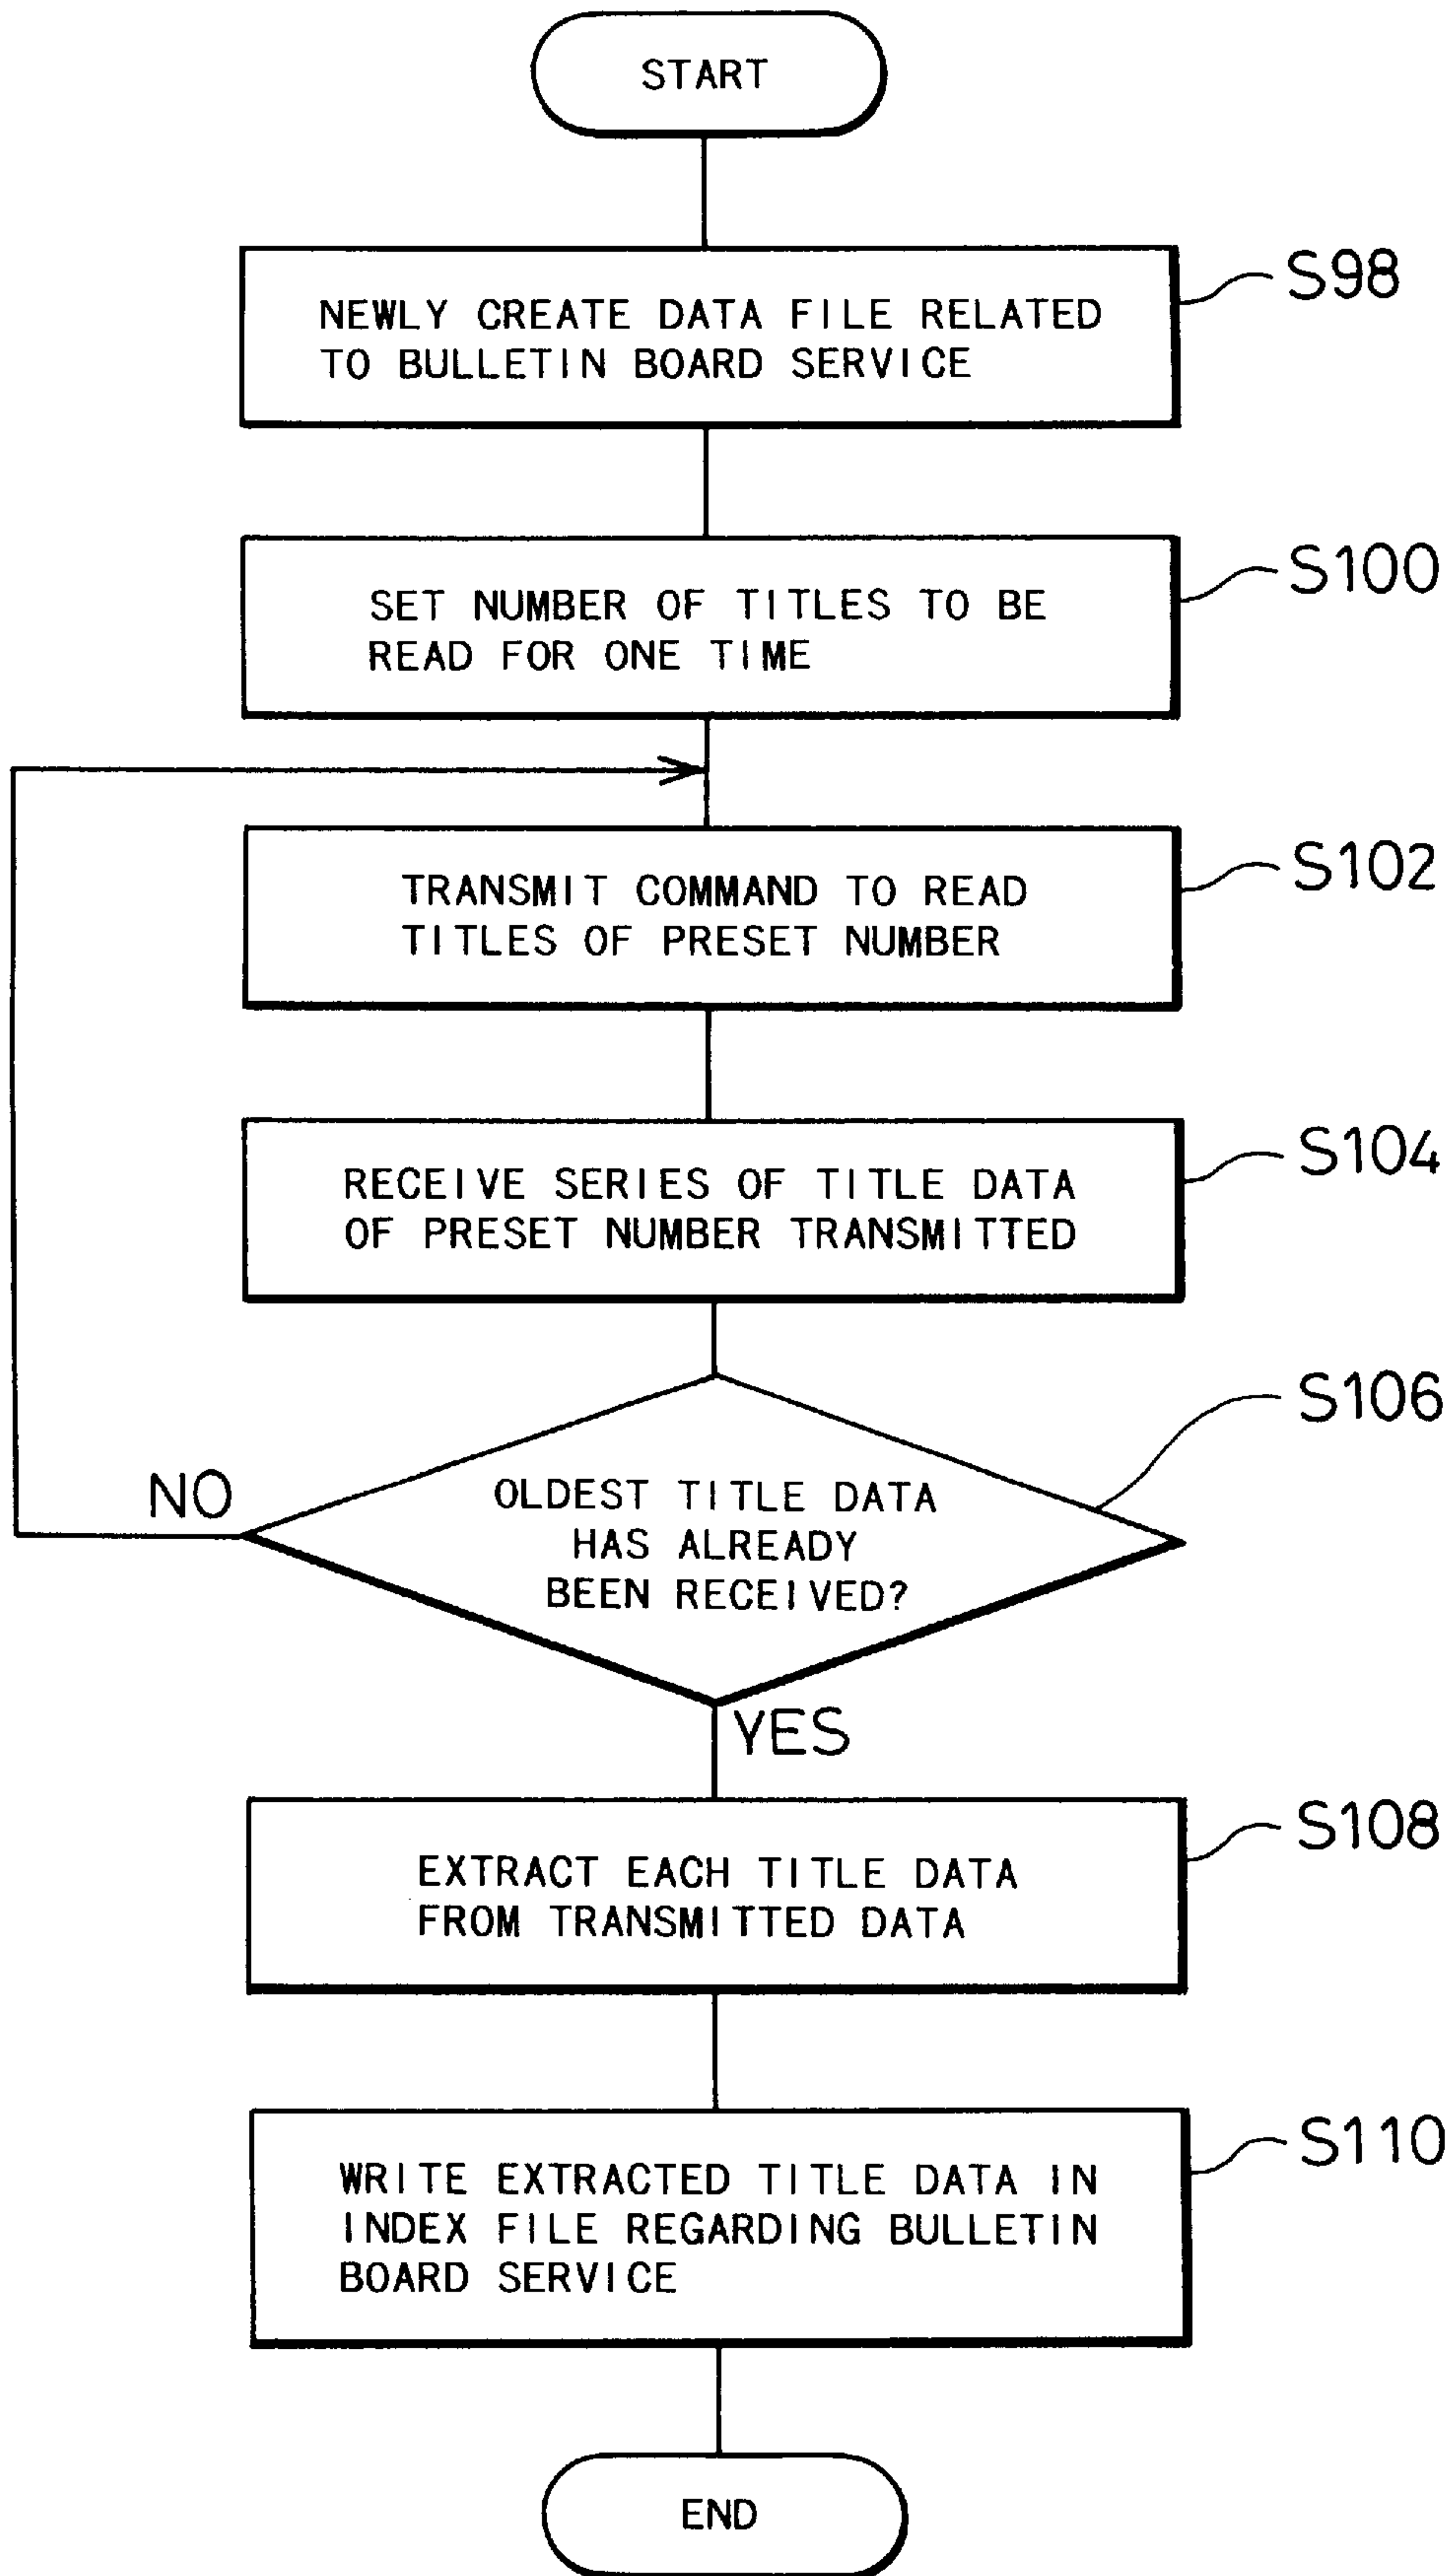 START
NEWLY CREATE DATA FILE RELATED
TO BULLETIN BOARD SERVICE
S98
SET NUMBER OF TITLES TO BE
READ FOR ONE TIME
S100
TRANSMIT COMMAND TO READ
TITLES OF PRESET NUMBER
S102
RECEIVE SERIES OF TITLE DATA
OF PRESET NUMBER TRANSMITTED
S104
OLDEST TITLE DATA
HAS ALREADY
BEEN RECEIVED?
S106
NO
YES
EXTRACT EACH TITLE DATA
FROM TRANSMITTED DATA
S108
WRITE EXTRACTED TITLE DATA IN
INDEX FILE REGARDING BULLETIN
BOARD SERVICE
S110
END